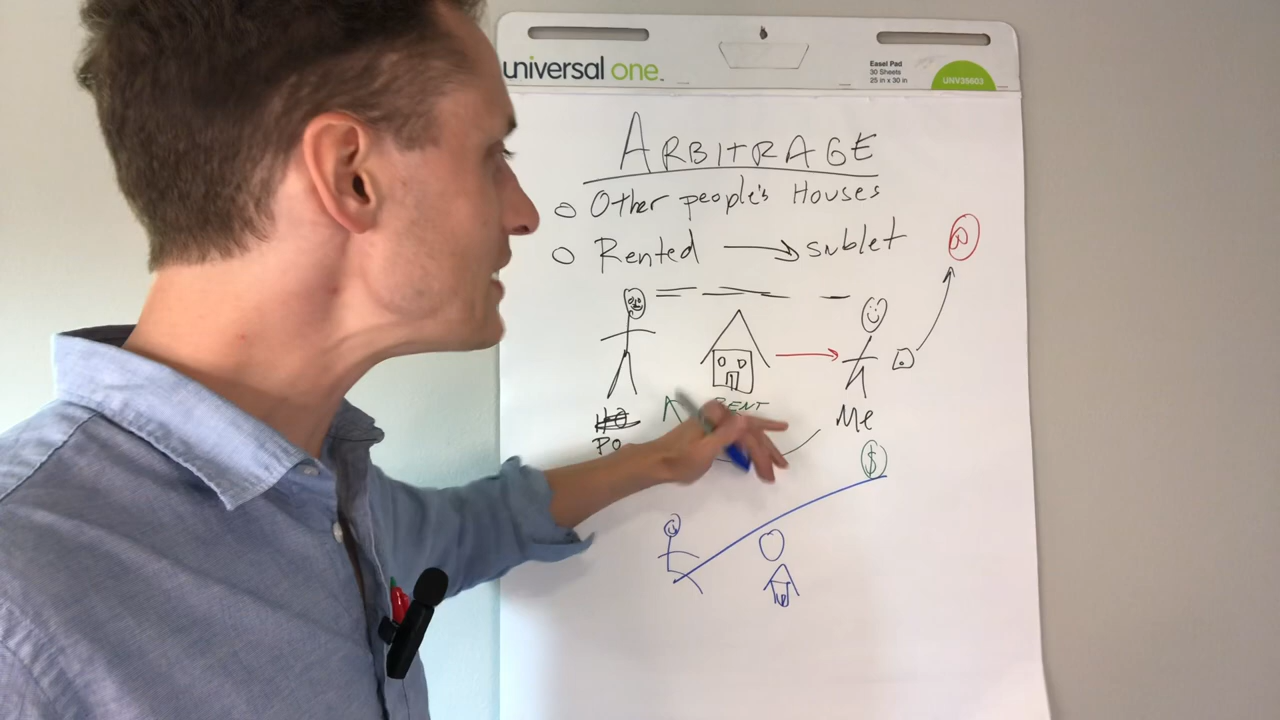 universal one
Easel Pad
30 Sheets
25 in x 30 in
UNV35603
ARBITRAGE
Other people's Houses
Rented → sublet
RENT
Me
PO
$